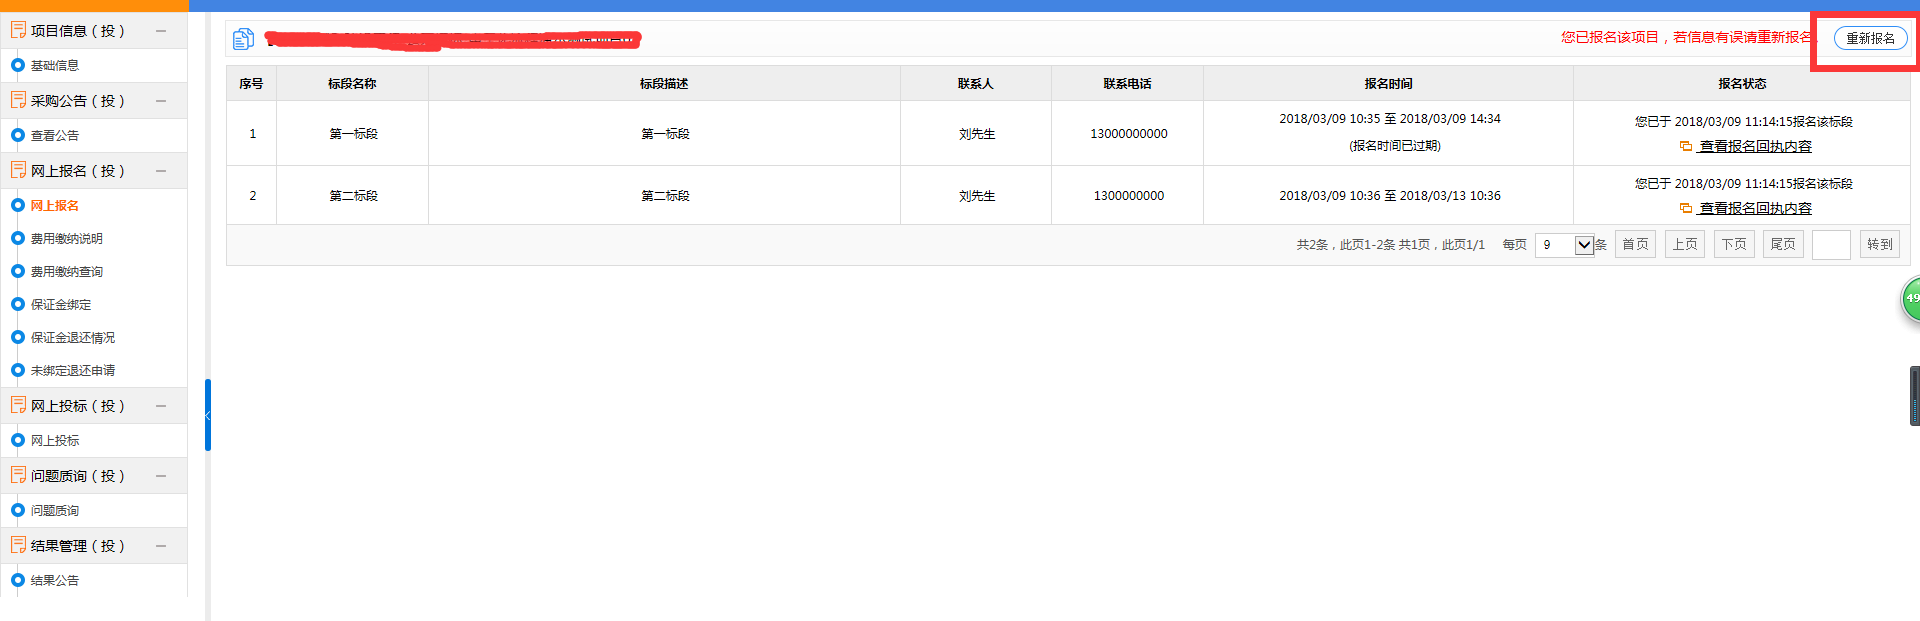 项目信息（投）
基础信息
采购公告（投）
查看公告
网上报名（投）
网上报名
费用缴纳说明
费用缴纳查询
保证金绑定
保证金退还情况
未绑定退还申请
网上投标（投）
网上投标
问题质询（投）
问题质询
结果管理（投）
结果公告
您已报名该项目，若信息有误请重新报名 重新报名
序号 标段名称 标段描述 联系人 联系电话 报名时间 报名状态
1 第一标段 第一标段 刘先生 13000000000 2018/03/09 10:35 至 2018/03/09 14:34
(报名时间已过期)
您已于 2018/03/09 11:14:15报名该标段
查看报名回执内容
2 第二标段 第二标段 刘先生 1300000000 2018/03/09 10:36 至 2018/03/13 10:36
您已于 2018/03/09 11:14:15报名该标段
查看报名回执内容
共2条，此页1-2条 共1页，此页1/1 每页 9 条 首页 上页 下页 尾页 转到
49